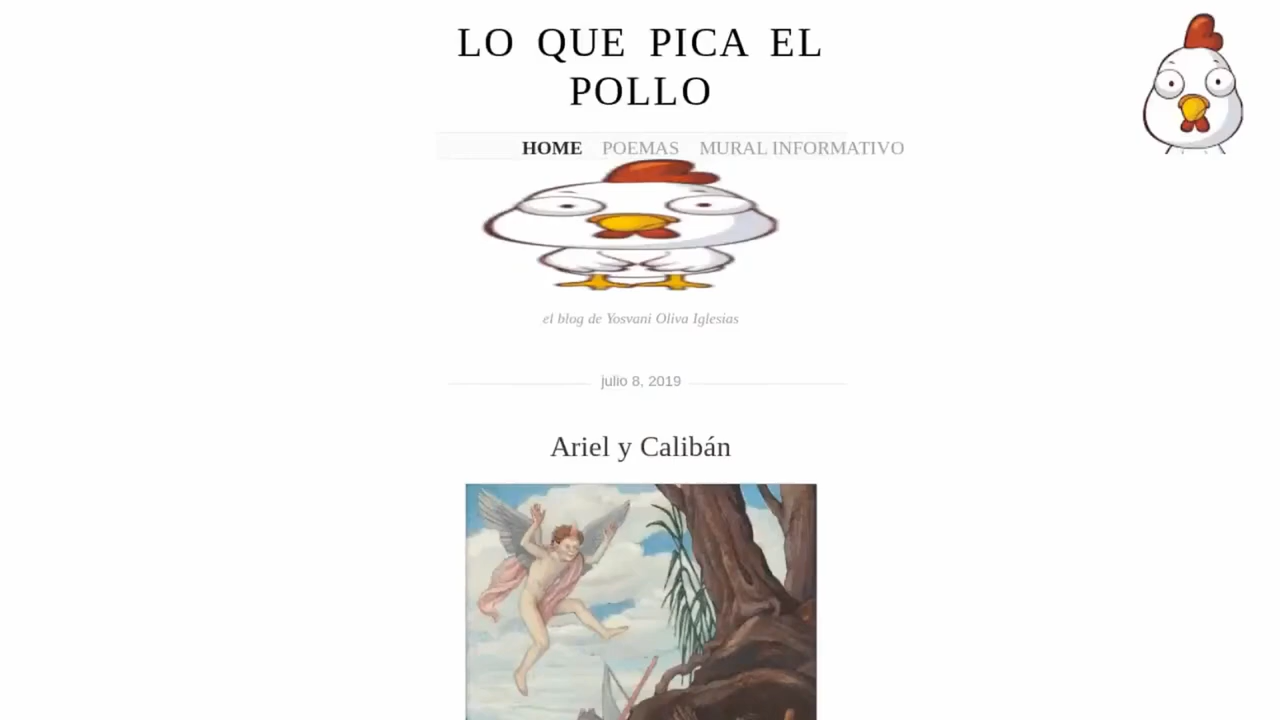 LO QUE PICA EL
POLLO
HOME POEMAS MURAL INFORMATIVO
el blog de Yosvani Oliva Iglesias
julio 8, 2019
Ariel y Calibán